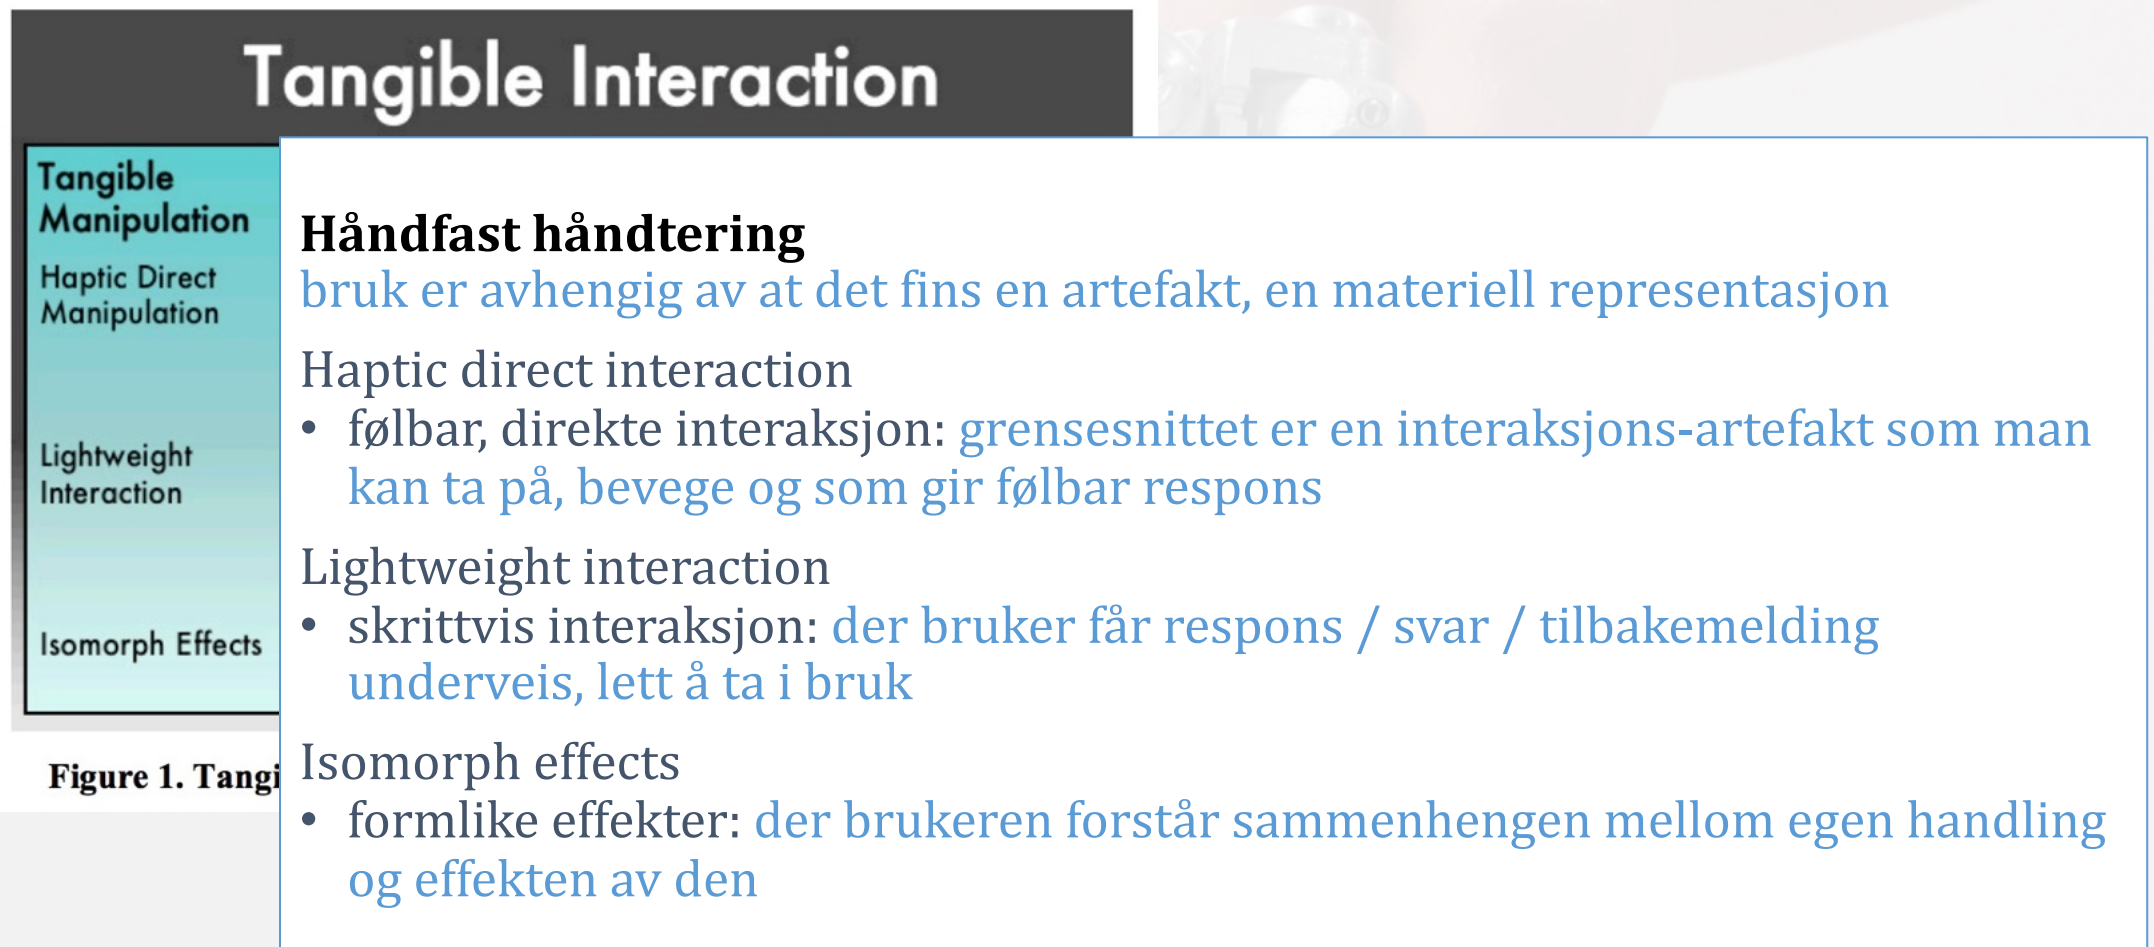 Tangible Interaction
Tangible
Manipulation
Haptic Direct
Manipulation
Lightweight
Interaction
Isomorph Effects
Figure 1. Tangi
Håndfast håndtering
bruk er avhengig av at det fins en artefakt, en materiell representasjon
Haptic direct interaction
• følbar, direkte interaksjon: grensesnittet er en interaksjons-artefakt som man
kan ta på, bevege og som gir følbar respons
Lightweight interaction
• skrittvis interaksjon: der bruker får respons / svar / tilbakemelding
underveis, lett å ta i bruk
Isomorph effects
• formlike effekter: der brukeren forstår sammenhengen mellom egen handling
og effekten av den